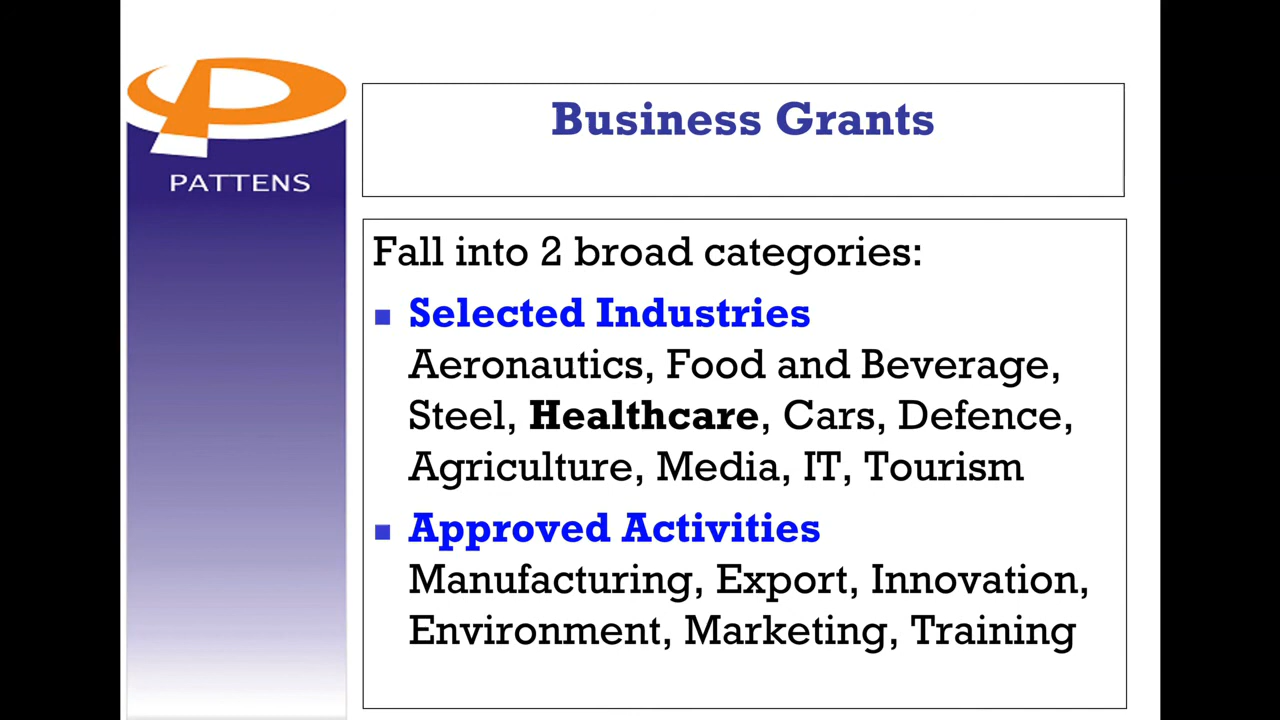 PATTENS
Business Grants
Fall into 2 broad categories:
Selected Industries
Aeronautics, Food and Beverage,
Steel, Healthcare, Cars, Defence,
Agriculture, Media, IT, Tourism
Approved Activities
Manufacturing, Export, Innovation,
Environment, Marketing, Training